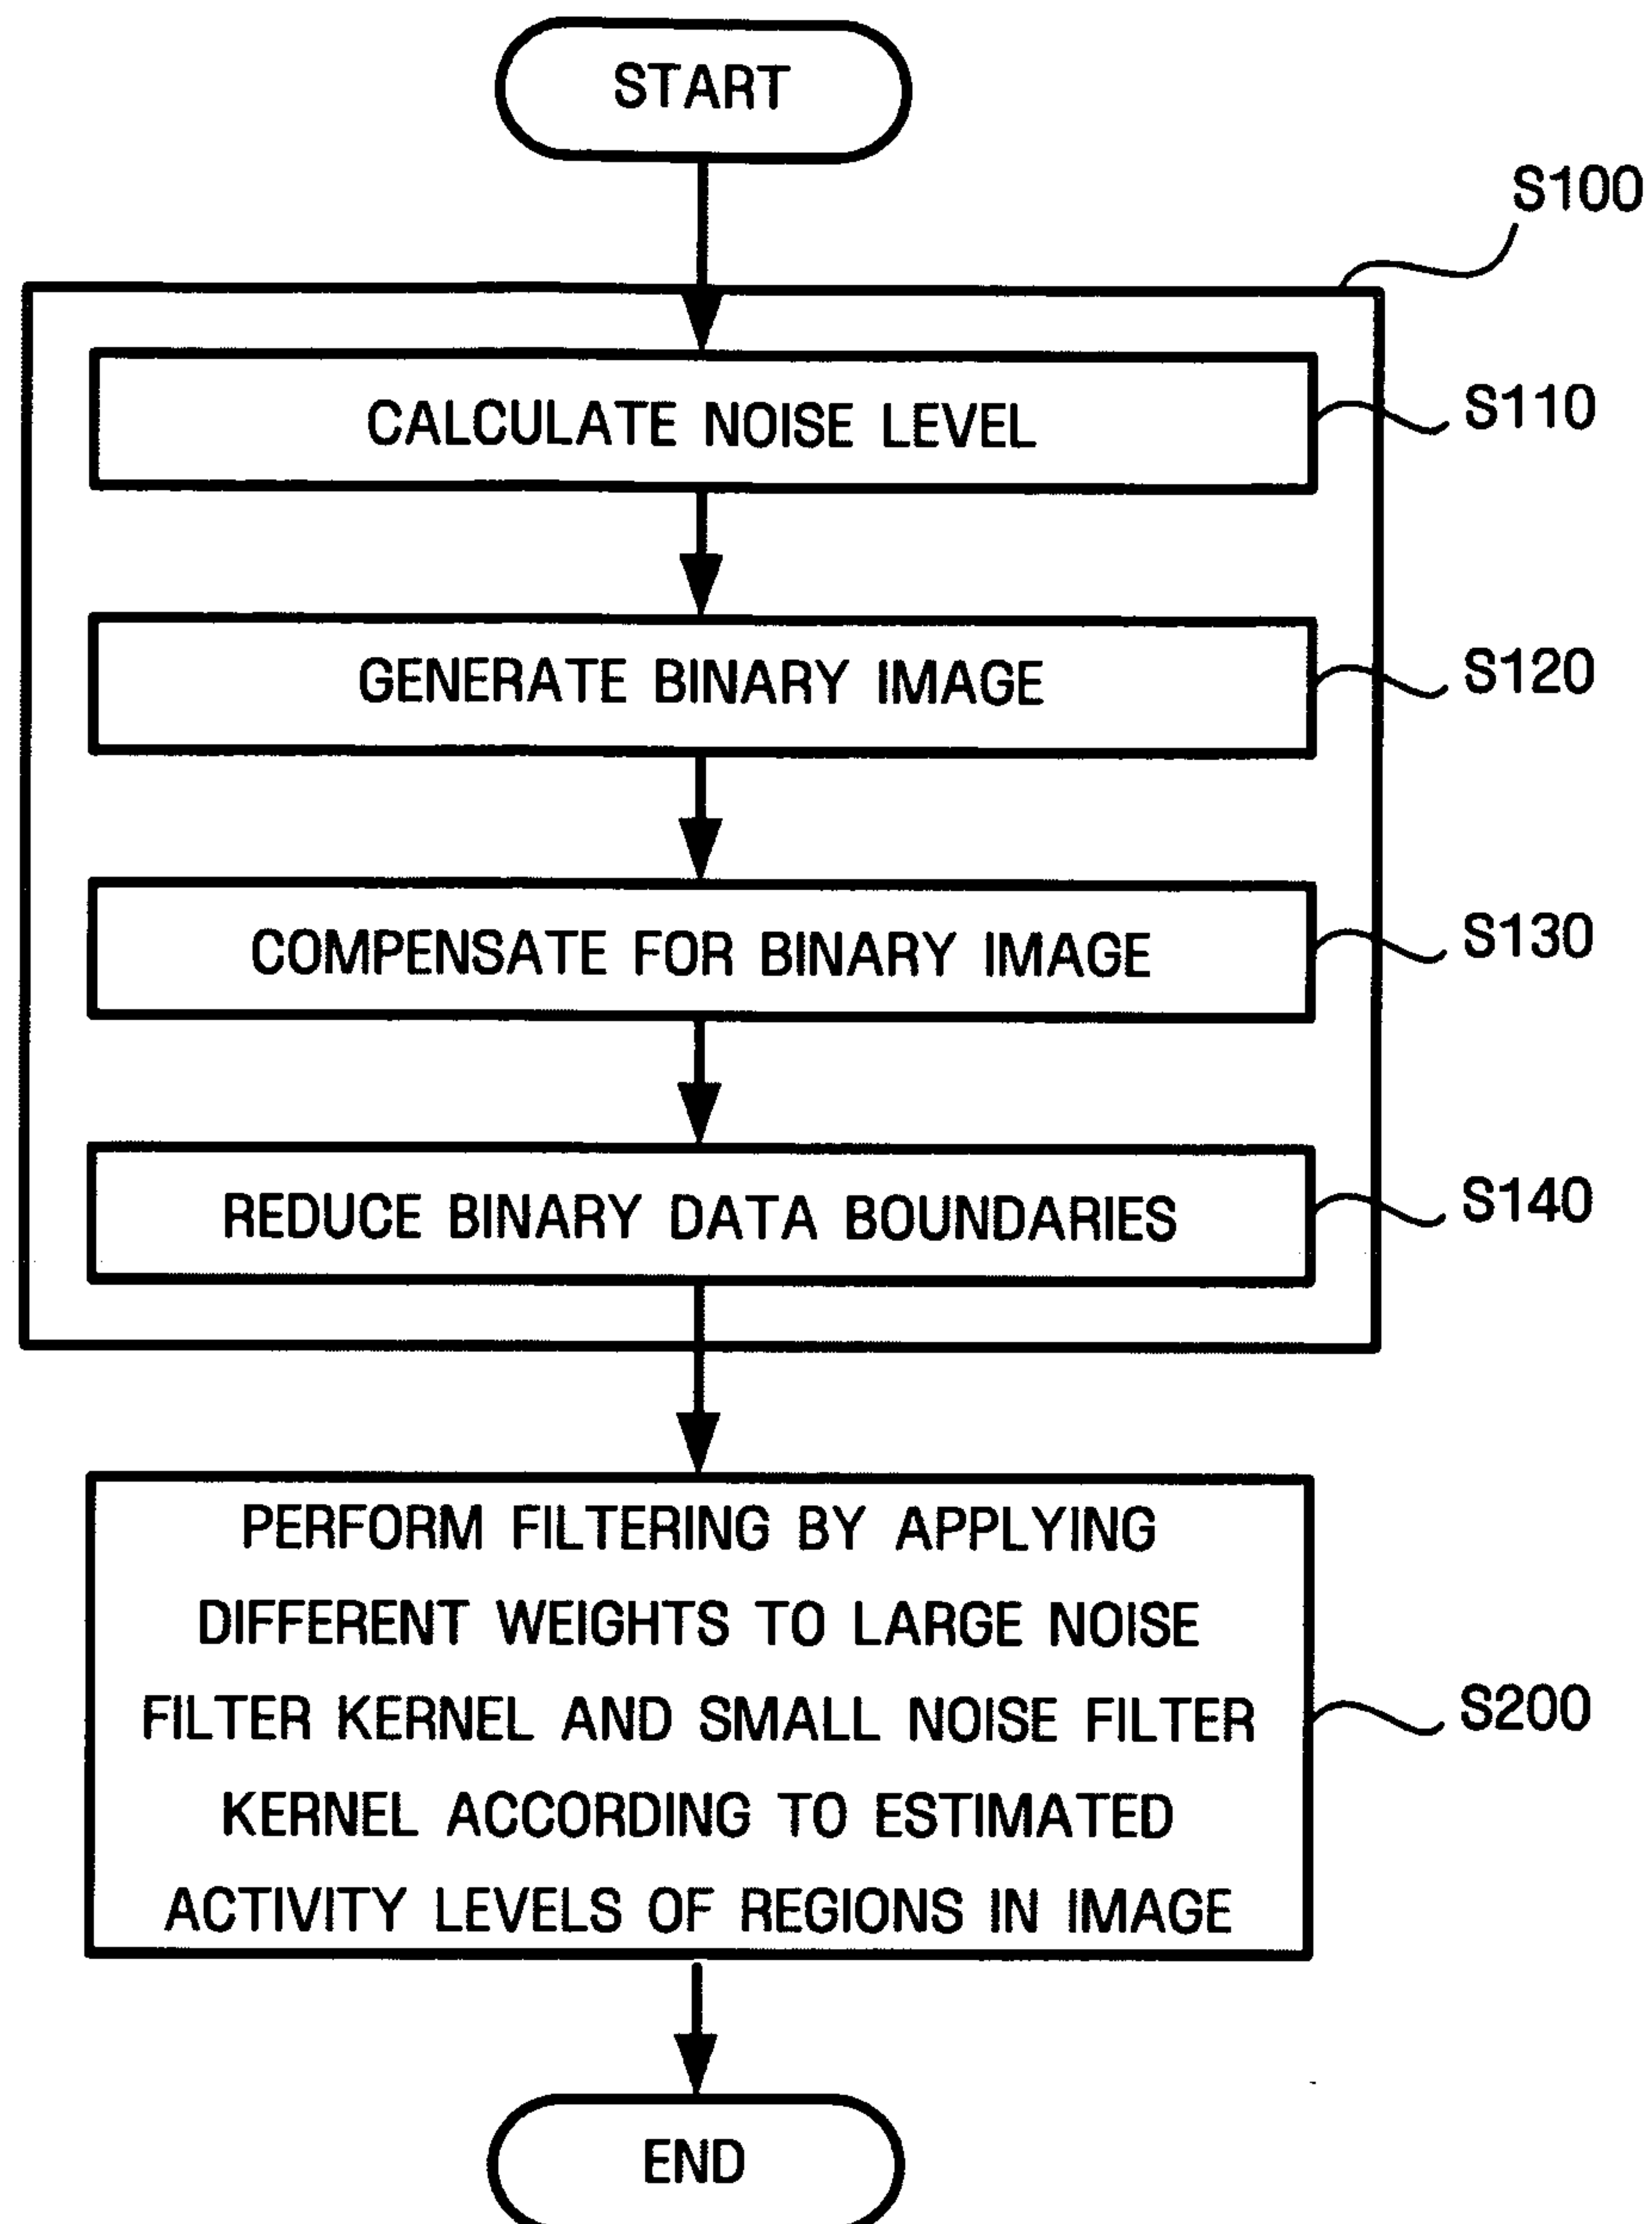 START
S100
CALCULATE NOISE LEVEL
S110
GENERATE BINARY IMAGE
S120
COMPENSATE FOR BINARY IMAGE
S130
REDUCE BINARY DATA BOUNDARIES
S140
PERFORM FILTERING BY APPLYING
DIFFERENT WEIGHTS TO LARGE NOISE
FILTER KERNEL AND SMALL NOISE FILTER
KERNEL ACCORDING TO ESTIMATED
ACTIVITY LEVELS OF REGIONS IN IMAGE
S200
END